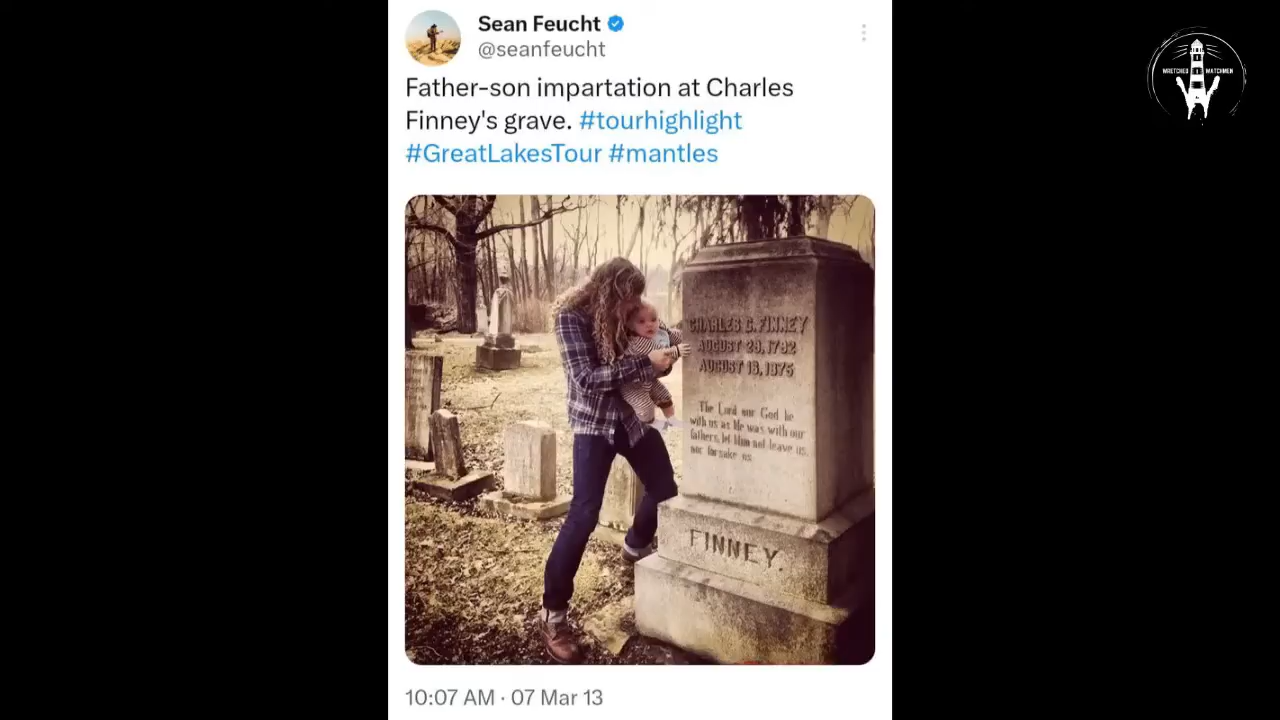 Sean Feucht
@seanfeucht
Father-son impartation at Charles
Finney's grave. #tourhighlight
#GreatLakesTour #mantles
WRETCHED WATCHMEN
CHARLES G. FINNEY
AUGUST 29, 1792
AUGUST 16, 1875
The Lord our God be
with us as He was with our
fathers, let Him not leave us,
nor forsake us.
FINNEY.
10:07 AM · 07 Mar 13